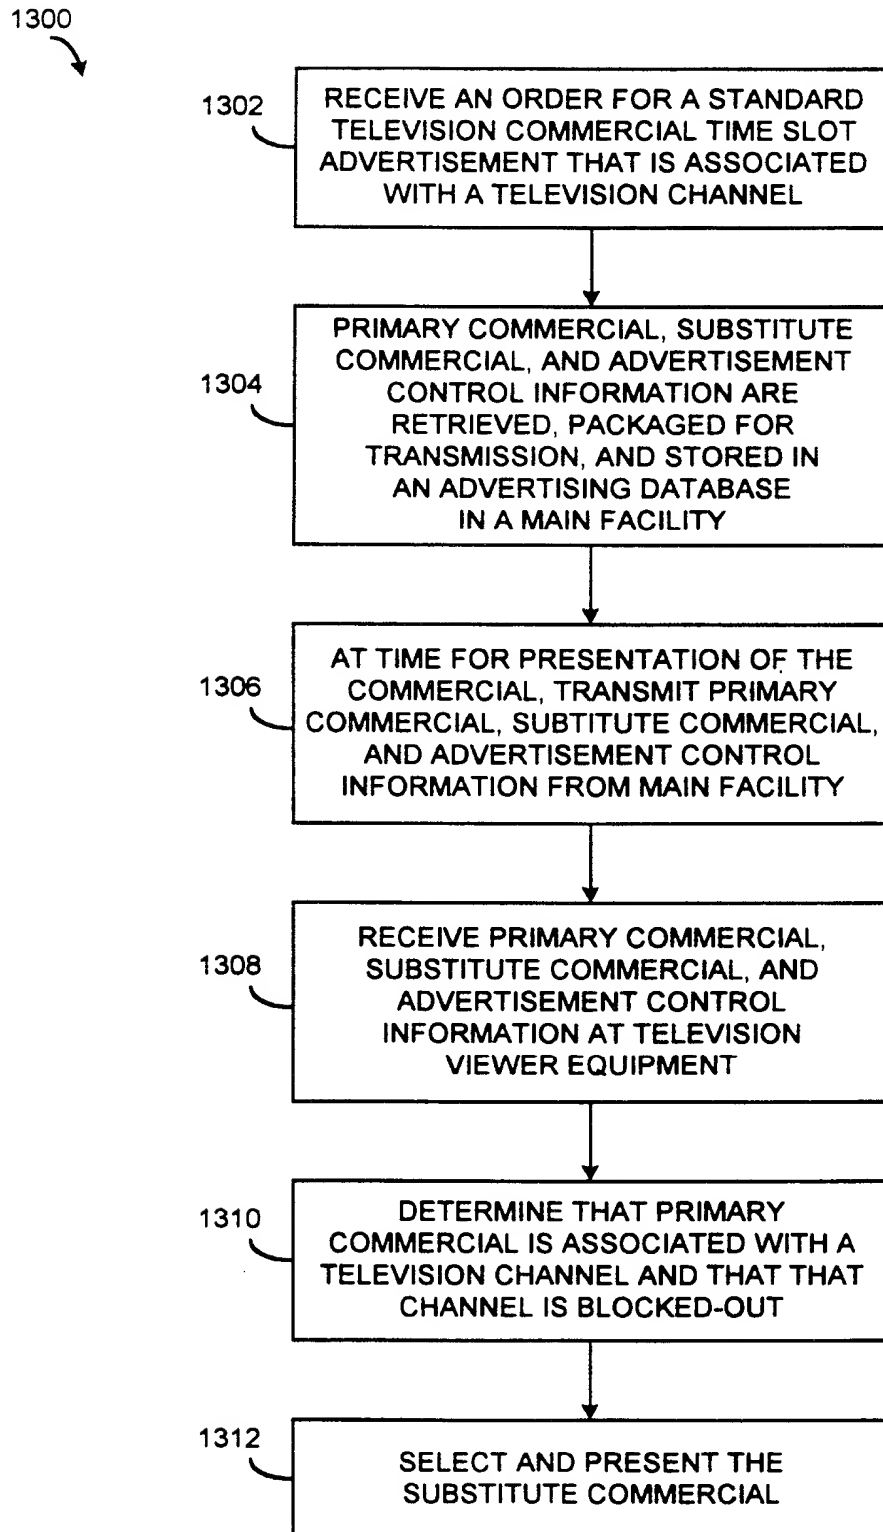 1300
1302
RECEIVE AN ORDER FOR A STANDARD
TELEVISION COMMERCIAL TIME SLOT
ADVERTISEMENT THAT IS ASSOCIATED
WITH A TELEVISION CHANNEL
1304
PRIMARY COMMERCIAL, SUBSTITUTE
COMMERCIAL, AND ADVERTISEMENT
CONTROL INFORMATION ARE
RETRIEVED, PACKAGED FOR
TRANSMISSION, AND STORED IN
AN ADVERTISING DATABASE
IN A MAIN FACILITY
1306
AT TIME FOR PRESENTATION OF THE
COMMERCIAL, TRANSMIT PRIMARY
COMMERCIAL, SUBTITUTE COMMERCIAL,
AND ADVERTISEMENT CONTROL
INFORMATION FROM MAIN FACILITY
1308
RECEIVE PRIMARY COMMERCIAL,
SUBSTITUTE COMMERCIAL, AND
ADVERTISEMENT CONTROL
INFORMATION AT TELEVISION
VIEWER EQUIPMENT
1310
DETERMINE THAT PRIMARY
COMMERCIAL IS ASSOCIATED WITH A
TELEVISION CHANNEL AND THAT THAT
CHANNEL IS BLOCKED-OUT
1312
SELECT AND PRESENT THE
SUBSTITUTE COMMERCIAL